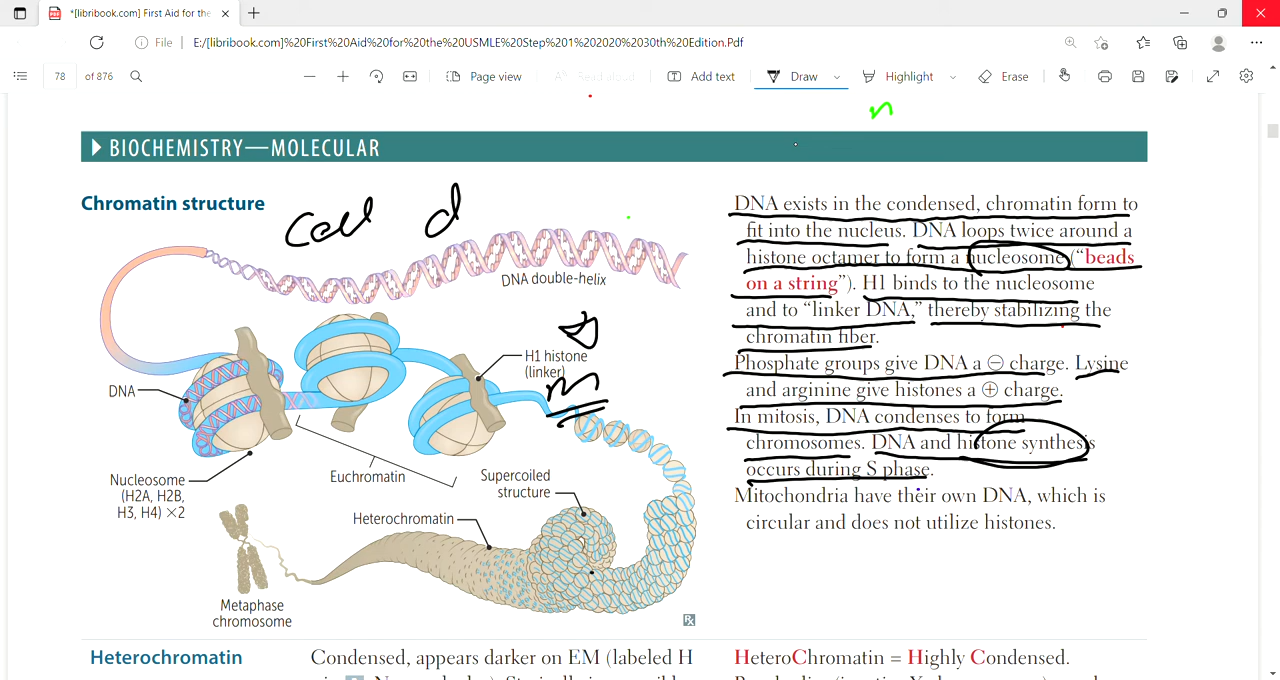 *[libribook.com] First Aid for the
File
E:/[libribook.com]%20First%20Aid%20for%20the%20USMLE%20Step%201%202020%2030th%20Edition.Pdf
78 of 876
Page view
Read aloud
Add text
Draw
Highlight
Erase
n
BIOCHEMISTRY—MOLECULAR
Chromatin structure
Cell d
DNA double-helix
H1 histone
(linker)
m
DNA
Euchromatin
Nucleosome
(H2A, H2B,
H3, H4) ×2
Supercoiled
structure
Heterochromatin
Metaphase
chromosome
Rx
DNA exists in the condensed, chromatin form to
fit into the nucleus. DNA loops twice around a
histone octamer to form a nucleosome (“beads
on a string”). H1 binds to the nucleosome
and to “linker DNA,” thereby stabilizing the
chromatin fiber.
Phosphate groups give DNA a ⊖ charge. Lysine
and arginine give histones a ⊕ charge.
In mitosis, DNA condenses to form
chromosomes. DNA and histone synthesis
occurs during S phase.
Mitochondria have their own DNA, which is
circular and does not utilize histones.
Heterochromatin
Condensed, appears darker on EM (labeled H
HeteroChromatin = Highly Condensed.